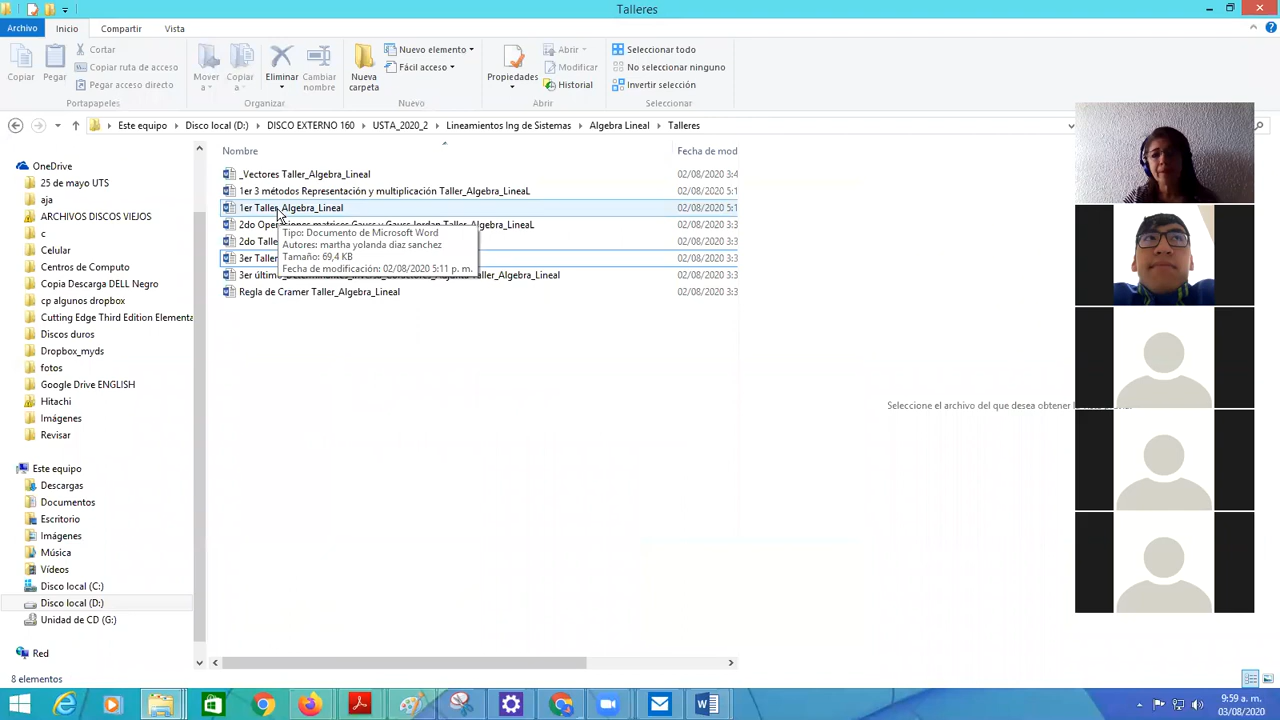 Talleres
Archivo Inicio Compartir Vista
Copiar
Pegar
Cortar
Copiar ruta de acceso
Pegar acceso directo
Portapapeles
Mover a
Copiar a
Eliminar
Cambiar nombre
Organizar
Nueva carpeta
Nuevo elemento
Fácil acceso
Nuevo
Propiedades
Abrir
Modificar
Historial
Abrir
Seleccionar todo
No seleccionar ninguno
Invertir selección
Seleccionar
Este equipo Disco local (D:) DISCO EXTERNO 160 USTA_2020_2 Lineamientos Ing de Sistemas Algebra Lineal Talleres
OneDrive
25 de mayo UTS
aja
ARCHIVOS DISCOS VIEJOS
c
Celular
Centros de Computo
Copia Descarga DELL Negro
cp algunos dropbox
Cutting Edge Third Edition Elementa
Discos duros
Dropbox_myds
fotos
Google Drive ENGLISH
Hitachi
Imágenes
Revisar
Este equipo
Descargas
Documentos
Escritorio
Imágenes
Música
Vídeos
Disco local (C:)
Disco local (D:)
Unidad de CD (G:)
Red
Nombre Fecha de mod
_Vectores Taller_Algebra_Lineal 02/08/2020 3:4
1er 3 métodos Representación y multiplicación Taller_Algebra_LineaL 02/08/2020 5:1
1er Taller_Algebra_Lineal 02/08/2020 5:1
2do Operaciones matrices Gauss y Gauss Jordan Taller_Algebra_LineaL 02/08/2020 3:3
2do Talle 02/08/2020 3:3
3er Taller 02/08/2020 3:3
3er último_Determinantes_Inversa_Cofactores_Adjunta Taller_Algebra_Lineal 02/08/2020 3:3
Regla de Cramer Taller_Algebra_Lineal 02/08/2020 3:3
Tipo: Documento de Microsoft Word
Autores: martha yolanda diaz sanchez
Tamaño: 69,4 KB
Fecha de modificación: 02/08/2020 5:11 p. m.
Seleccione el archivo del que desea obtener
8 elementos
9:59 a. m.
03/08/2020